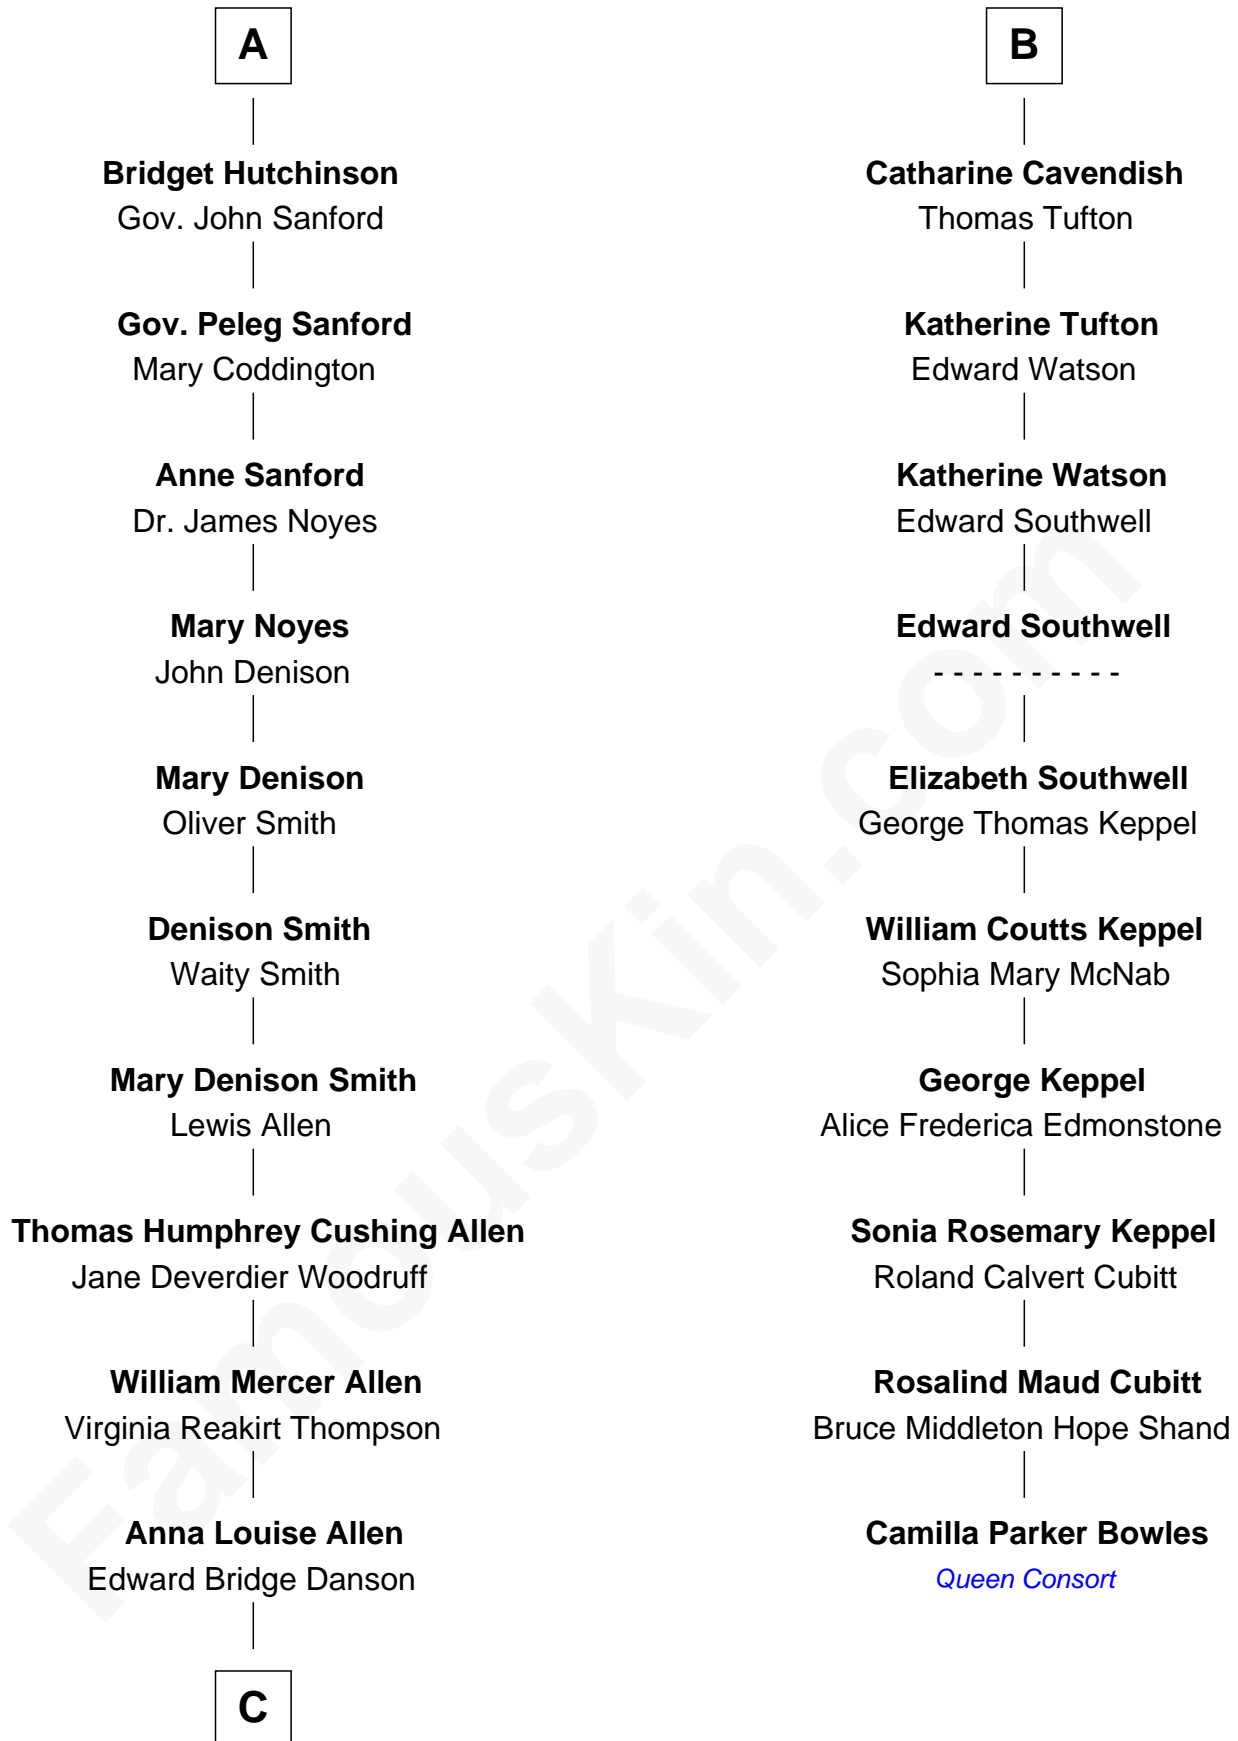 A
Bridget Hutchinson
Gov. John Sanford
Gov. Peleg Sanford
Mary Coddington
Anne Sanford
Dr. James Noyes
Mary Noyes
John Denison
Mary Denison
Oliver Smith
Denison Smith
Waity Smith
Mary Denison Smith
Lewis Allen
Thomas Humphrey Cushing Allen
Jane Deverdier Woodruff
William Mercer Allen
Virginia Reakirt Thompson
Anna Louise Allen
Edward Bridge Danson
C
B
Catharine Cavendish
Thomas Tufton
Katherine Tufton
Edward Watson
Katherine Watson
Edward Southwell
Edward Southwell
- - - - - - - - - -
Elizabeth Southwell
George Thomas Keppel
William Coutts Keppel
Sophia Mary McNab
George Keppel
Alice Frederica Edmonstone
Sonia Rosemary Keppel
Roland Calvert Cubitt
Rosalind Maud Cubitt
Bruce Middleton Hope Shand
Camilla Parker Bowles
Queen Consort
FamousKin.com